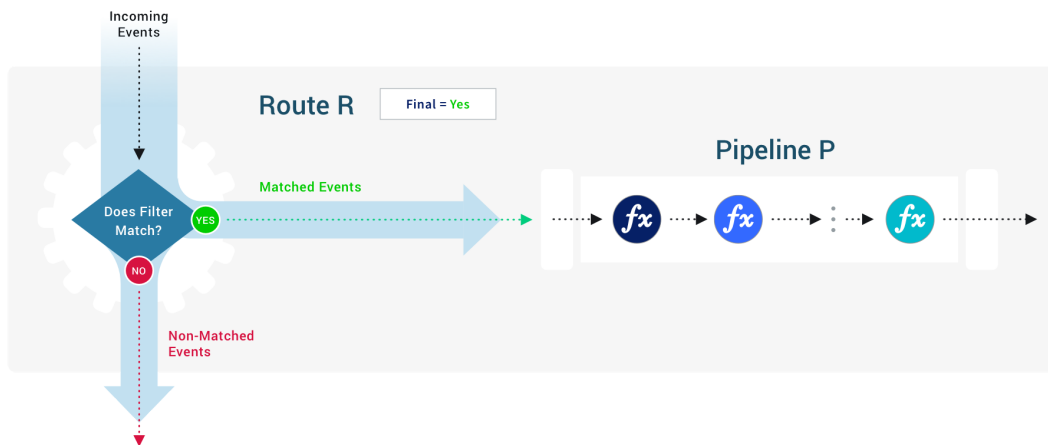 Incoming
Events
Route R
Final = Yes
Pipeline P
Matched Events
Does Filter
Match?
YES
fx
fx
fx
NO
Non-Matched
Events